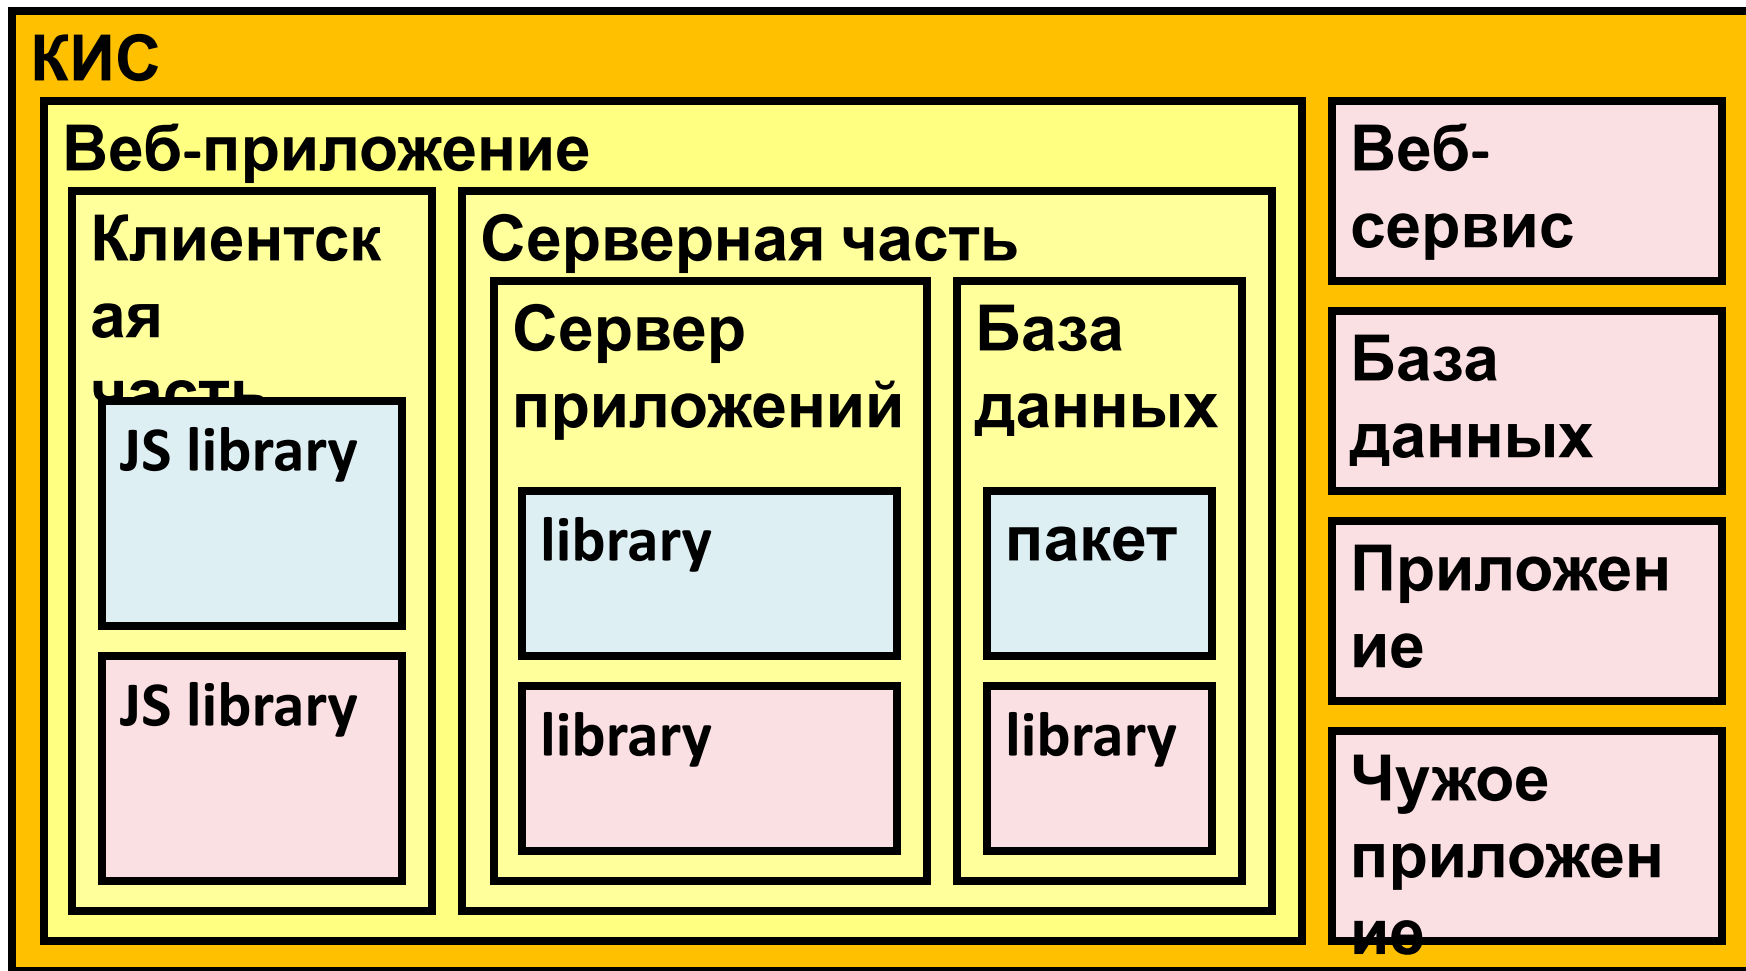 КИС
Веб-приложение
Клиентск
ая
часть
JS library
JS library
Серверная часть
Сервер
приложений
library
library
База
данных
пакет
library
Веб-
сервис
База
данных
Приложен
ие
Чужое
приложен
ие